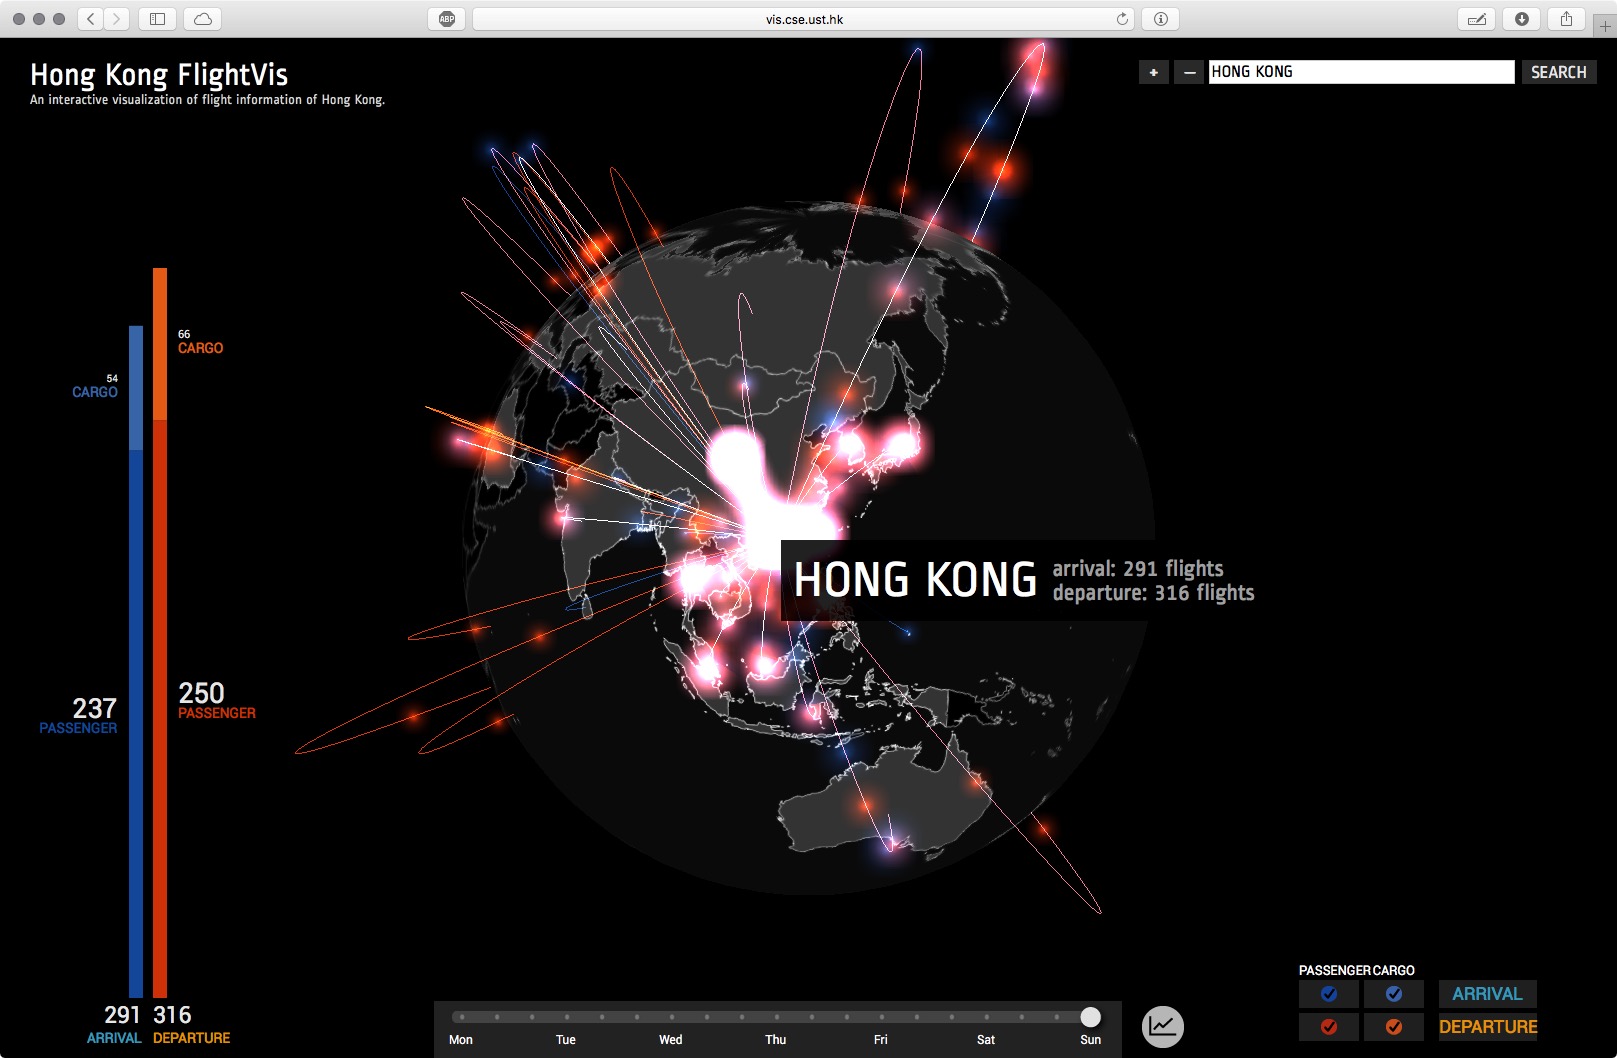 ABP
vis.cse.ust.hk
Hong Kong FlightVis
An interactive visualization of flight information of Hong Kong.
+
−
HONG KONG
SEARCH
66
CARGO
54
CARGO
HONG KONG
arrival: 291 flights
departure: 316 flights
237
PASSENGER
250
PASSENGER
291
ARRIVAL
316
DEPARTURE
Mon
Tue
Wed
Thu
Fri
Sat
Sun
PASSENGER CARGO
ARRIVAL
DEPARTURE